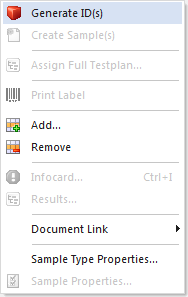 Generate ID(s)
Create Sample(s)
Assign Full Testplan...
Print Label
Add...
Remove
Infocard... Ctrl+I
Results...
Document Link
Sample Type Properties...
Sample Properties...